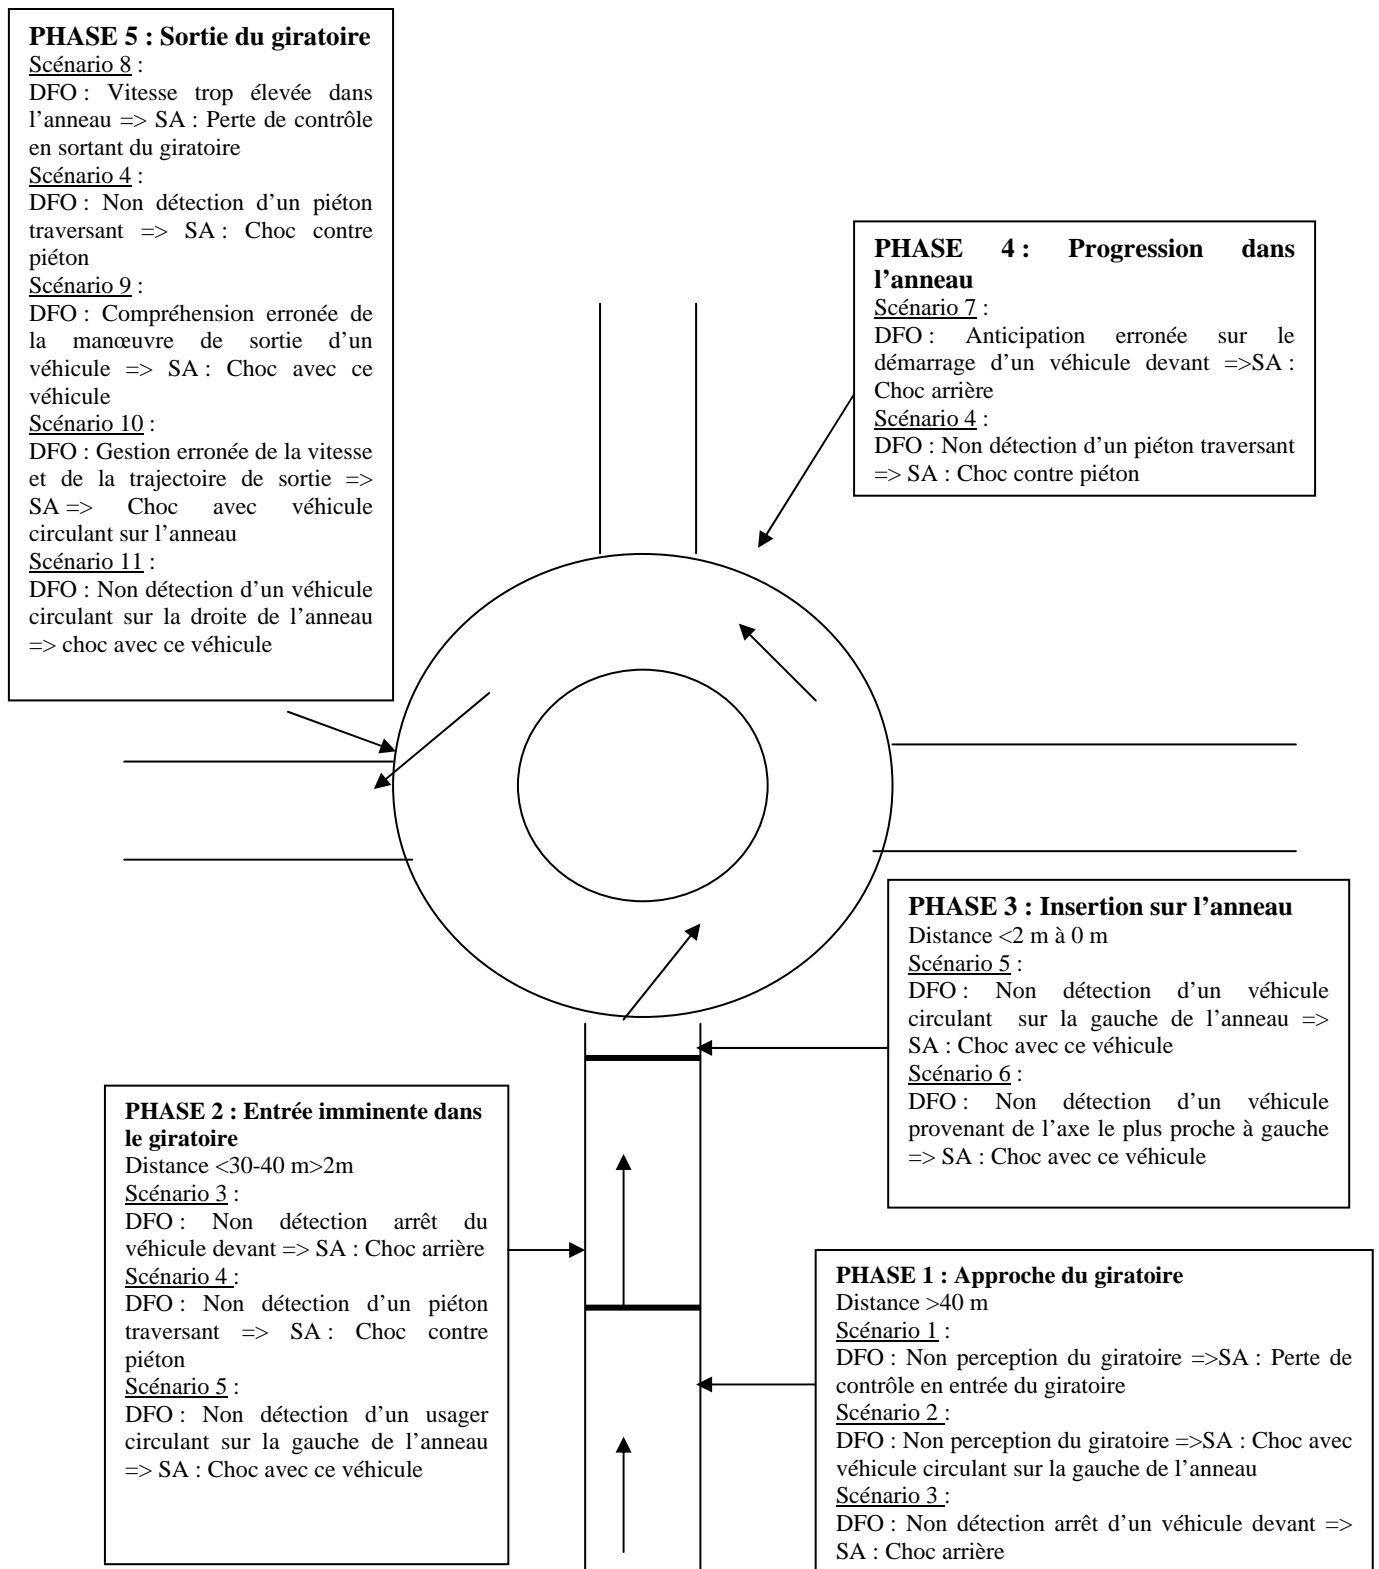 PHASE 5 : Sortie du giratoire
Scénario 8 :
DFO : Vitesse trop élevée dans
l’anneau => SA : Perte de contrôle
en sortant du giratoire
Scénario 4 :
DFO : Non détection d’un piéton
traversant => SA : Choc contre
piéton
Scénario 9 :
DFO : Compréhension erronée de
la manœuvre de sortie d’un
véhicule => SA : Choc avec ce
véhicule
Scénario 10 :
DFO : Gestion erronée de la vitesse
et de la trajectoire de sortie =>
SA => Choc avec véhicule
circulant sur l’anneau
Scénario 11 :
DFO : Non détection d’un véhicule
circulant sur la droite de l’anneau
=> choc avec ce véhicule
PHASE 4 : Progression dans
l’anneau
Scénario 7 :
DFO : Anticipation erronée sur le
démarrage d’un véhicule devant =>SA :
Choc arrière
Scénario 4 :
DFO : Non détection d’un piéton traversant
=> SA : Choc contre piéton
PHASE 3 : Insertion sur l’anneau
Distance <2 m à 0 m
Scénario 5 :
DFO : Non détection d’un véhicule
circulant sur la gauche de l’anneau =>
SA : Choc avec ce véhicule
Scénario 6 :
DFO : Non détection d’un véhicule
provenant de l’axe le plus proche à gauche
=> SA : Choc avec ce véhicule
PHASE 2 : Entrée imminente dans
le giratoire
Distance <30-40 m>2m
Scénario 3 :
DFO : Non détection arrêt du
véhicule devant => SA : Choc arrière
Scénario 4 :
DFO : Non détection d’un piéton
traversant => SA : Choc contre
piéton
Scénario 5 :
DFO : Non détection d’un usager
circulant sur la gauche de l’anneau
=> SA : Choc avec ce véhicule
PHASE 1 : Approche du giratoire
Distance >40 m
Scénario 1 :
DFO : Non perception du giratoire =>SA : Perte de
contrôle en entrée du giratoire
Scénario 2 :
DFO : Non perception du giratoire =>SA : Choc avec
véhicule circulant sur la gauche de l’anneau
Scénario 3 :
DFO : Non détection arrêt d’un véhicule devant =>
SA : Choc arrière